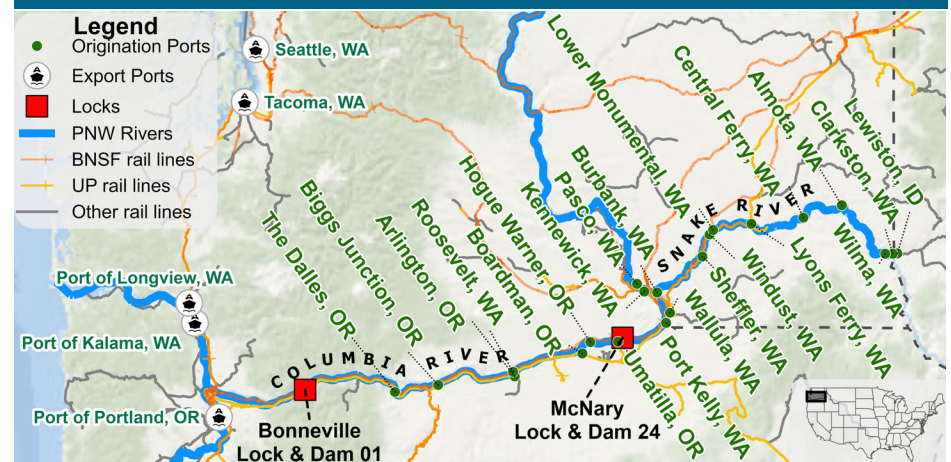 Legend
Origination Ports
Export Ports
Locks
PNW Rivers
BNSF rail lines
UP rail lines
Other rail lines
Seattle, WA
Tacoma, WA
Port of Longview, WA
Port of Kalama, WA
Port of Portland, OR
The Dalles, OR
Biggs Junction, OR
Arlington, OR
Roosevelt, WA
Boardman, OR
Hogue Warner, OR
Kennewick, WA
Pasco, WA
Burbank, WA
Lower Monumental, WA
Central Ferry, WA
Almota, WA
Clarkston, WA
Lewiston, ID
SNAKE RIVER
COLUMBIA RIVER
Wilma, WA
Lyons Ferry, WA
Windust, WA
Sheffler, WA
Wallula, WA
Port Kelly, WA
Umatilla, OR
Bonneville
Lock & Dam 01
McNary
Lock & Dam 24